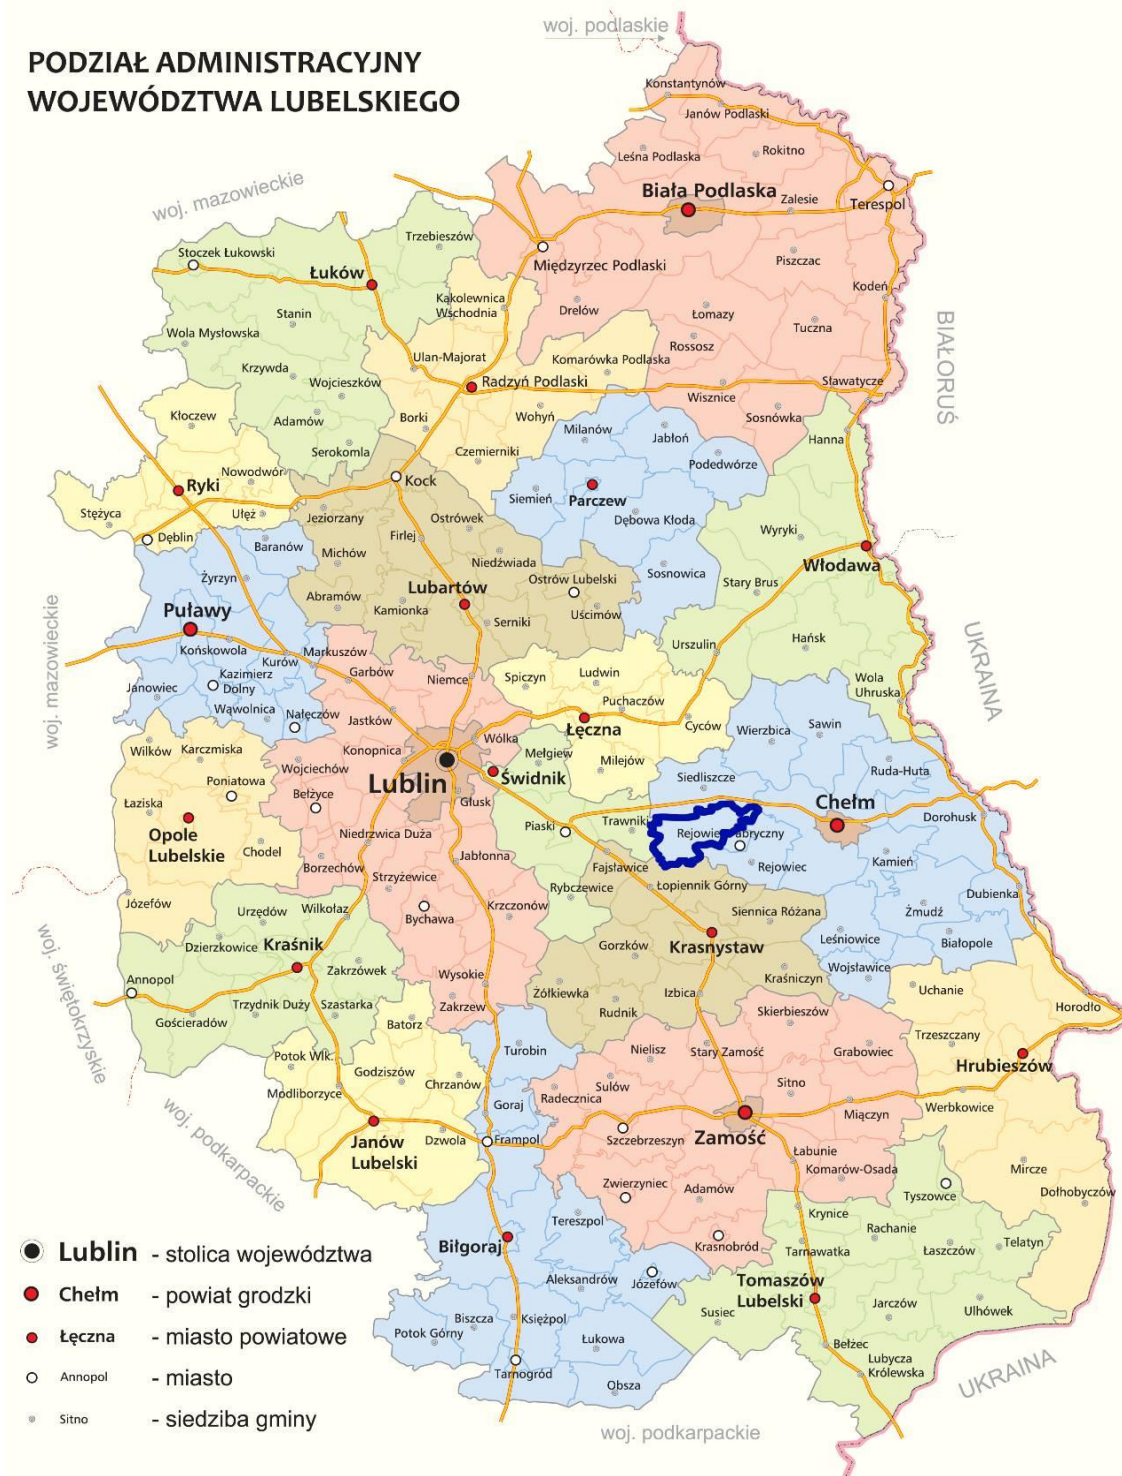 woj. podlaskie
PODZIAŁ ADMINISTRACYJNY
WOJEWÓDZTWA LUBELSKIEGO
Konstantynów
Janów Podlaski
Leśna Podlaska
Rokitno
woj. mazowieckie
Biała Podlaska
Zalesie
Terespol
Trzebieszów
Stoczek Łukowski
Łuków
Międzyrzec Podlaski
Piszczac
Kodeń
Kąkolewnica
Wschodnia
Stanin
Drelów
Łomazy
Tuczna
BIAŁORUŚ
Wola Mysłowska
Rossosz
Krzywda
Ulan-Majorat
Komarówka Podlaska
Wojcieszków
Radzyń Podlaski
Sławatycze
Wisznice
Kłoczew
Adamów
Borki
Wohyń
Sosnówka
Milanów
Jabłoń
Hanna
Serokomla
Czemierniki
Podedwórze
Nowodwór
Kock
Ryki
Siemień
Parczew
Stężyca
Ułęż
Jeziorzany
Ostrówek
Dębowa Kłoda
Dęblin
Baranów
Firlej
Wyryki
Michów
Niedźwiada
Włodawa
Żyrzyn
Ostrów Lubelski
Sosnowica
Stary Brus
Abramów
Lubartów
Puławy
Kamionka
Uścimów
Serniki
Hańsk
woj. mazowieckie
Końskowola
Markuszów
Urszulin
UKRAINA
Kurów
Garbów
Kazimierz
Dolny
Niemce
Spiczyn
Ludwin
Wola
Uhruska
Janowiec
Puchaczów
Wąwolnica
Nałęczów
Jastków
Łęczna
Cyców
Sawin
Wierzbica
Wilków
Karczmiska
Konopnica
Wólka
Mełgiew
Milejów
Wojciechów
Ruda-Huta
Poniatowa
Lublin
Świdnik
Siedliszcze
Bełżyce
Łaziska
Głusk
Chełm
Dorohusk
Opole
Lubelskie
Niedrzwica Duża
Piaski
Trawniki
Rejowiec Fabryczny
Chodel
Jabłonna
Kamień
Borzechów
Fajsławice
Rejowiec
Strzyżewice
Rybczewice
Łopiennik Górny
Józefów
Urzędów
Wilkołaz
Bychawa
Krzczonów
Siennica Różana
Dubienka
Żmudź
Dzierzkowice
Kraśnik
Gorzków
Krasnystaw
Leśniowice
Białopole
woj. świętokrzyskie
Zakrzówek
Wysokie
Kraśniczyn
Wojsławice
Annopol
Żółkiewka
Izbica
Uchanie
Trzydnik Duży
Szastarka
Zakrzew
Rudnik
Skierbieszów
Horodło
Gościeradów
Batorz
Turobin
Nielisz
Stary Zamość
Grabowiec
Trzeszczany
Potok Wlk.
Godziszów
Hrubieszów
Modliborzyce
Chrzanów
Sulów
Sitno
Radecznica
Goraj
Miączyn
Werbkowice
woj. podkarpackie
Janów
Lubelski
Dzwola
Frampol
Szczebrzeszyn
Zamość
Łabunie
Komarów-Osada
Mircze
Zwierzyniec
Adamów
Tyszowce
Dołhobyczów
Tereszpol
Krynice
Rachanie
Biłgoraj
Krasnobród
Tarnawatka
Łaszczów
Telatyn
Aleksandrów
Józefów
Tomaszów
Lubelski
Susiec
Jarczów
Ulhówek
Biszcza
Księżpol
Potok Górny
Łukowa
Bełżec
Lubycza
Królewska
Tarnogród
Obsza
UKRAINA
woj. podkarpackie
Lublin - stolica województwa
Chełm - powiat grodzki
Łęczna - miasto powiatowe
Annopol - miasto
Sitno - siedziba gminy